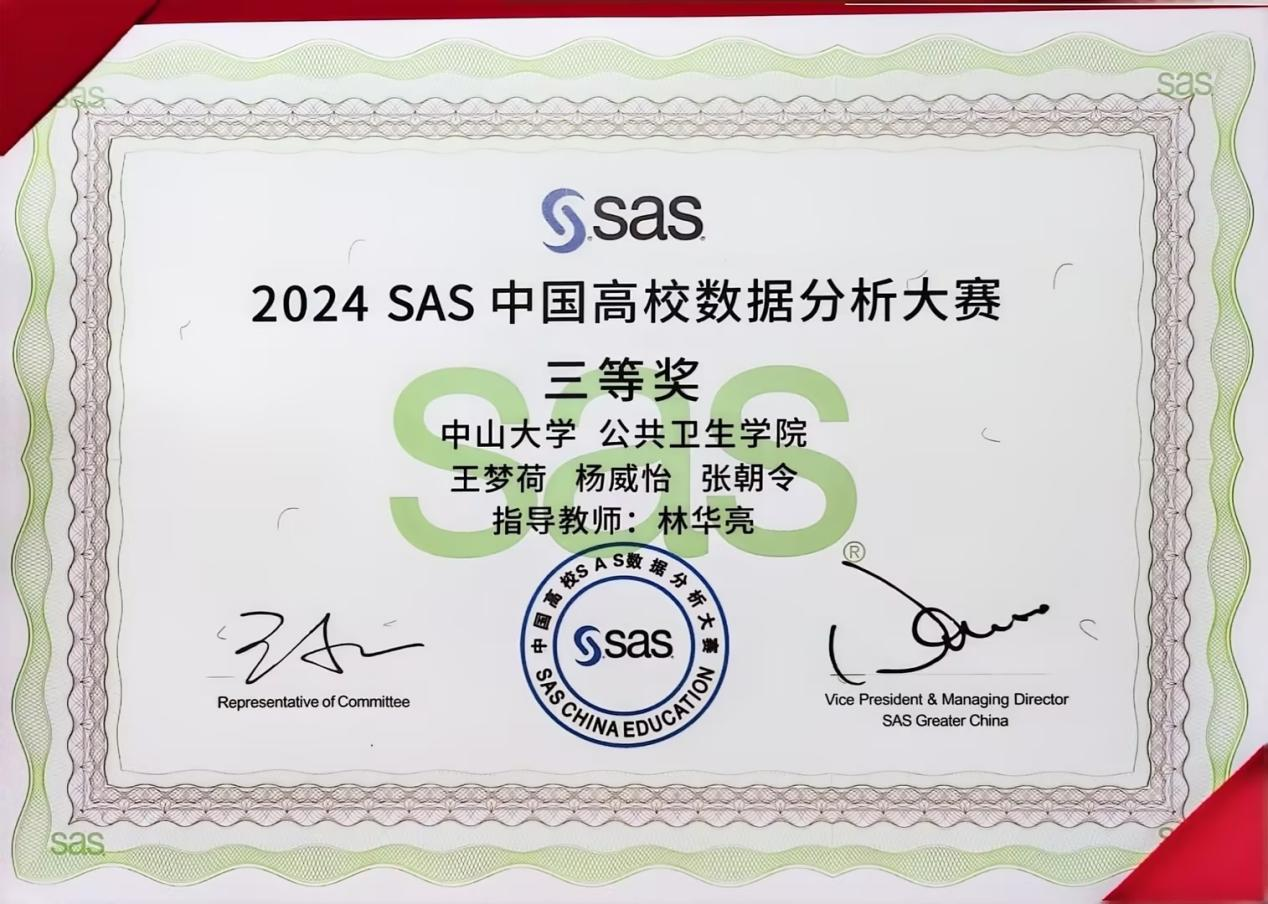 sas
sas
sas
2024 SAS 中国高校数据分析大赛
三等奖
sas
中山大学 公共卫生学院
王梦荷 杨威怡 张朝令
指导教师：林华亮
®
中国高校SAS数据分析大赛
sas
SAS CHINA EDUCATION
Representative of Committee
Vice President & Managing Director
SAS Greater China
sas